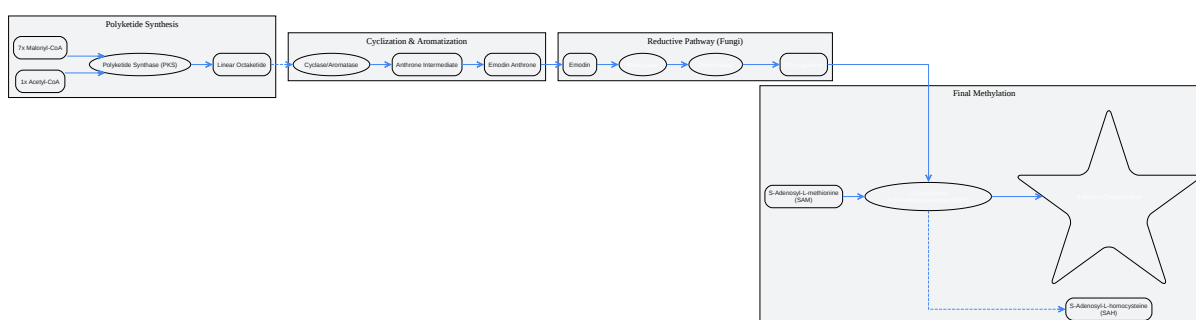 Polyketide Synthesis
7x Malonyl-CoA
1x Acetyl-CoA
Polyketide Synthase (PKS)
Linear Octaketide
Cyclization & Aromatization
Cyclase/Aromatase
Anthrone Intermediate
Emodin Anthrone
Reductive Pathway (Fungi)
Emodin
Final Methylation
S-Adenosyl-L-methionine
(SAM)
S-Adenosyl-L-homocysteine
(SAH)